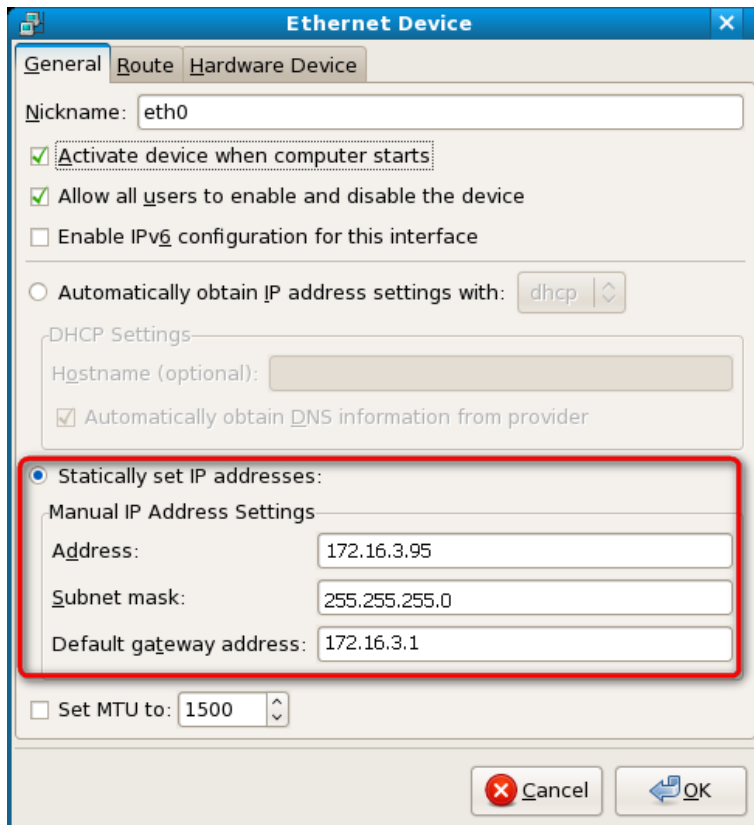 Ethernet Device
General Route Hardware Device
Nickname: eth0
Activate device when computer starts
Allow all users to enable and disable the device
Enable IPv6 configuration for this interface
Automatically obtain IP address settings with: dhcp
DHCP Settings
Hostname (optional):
Automatically obtain DNS information from provider
Statically set IP addresses:
Manual IP Address Settings
Address: 172.16.3.95
Subnet mask: 255.255.255.0
Default gateway address: 172.16.3.1
Set MTU to: 1500
Cancel OK